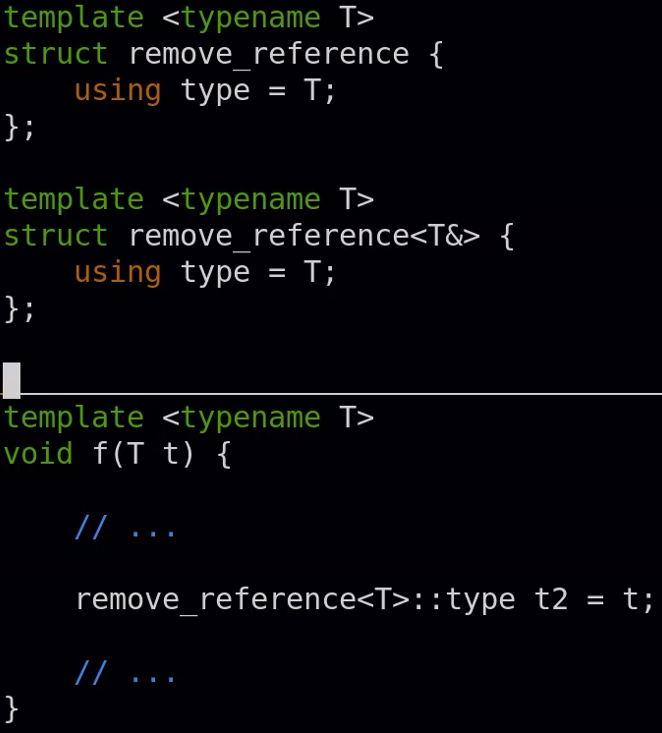 template <typename T>
struct remove_reference {
    using type = T;
};
template <typename T>
struct remove_reference<T&> {
    using type = T;
};
template <typename T>
void f(T t) {
    // ...
    remove_reference<T>::type t2 = t;
    // ...
}